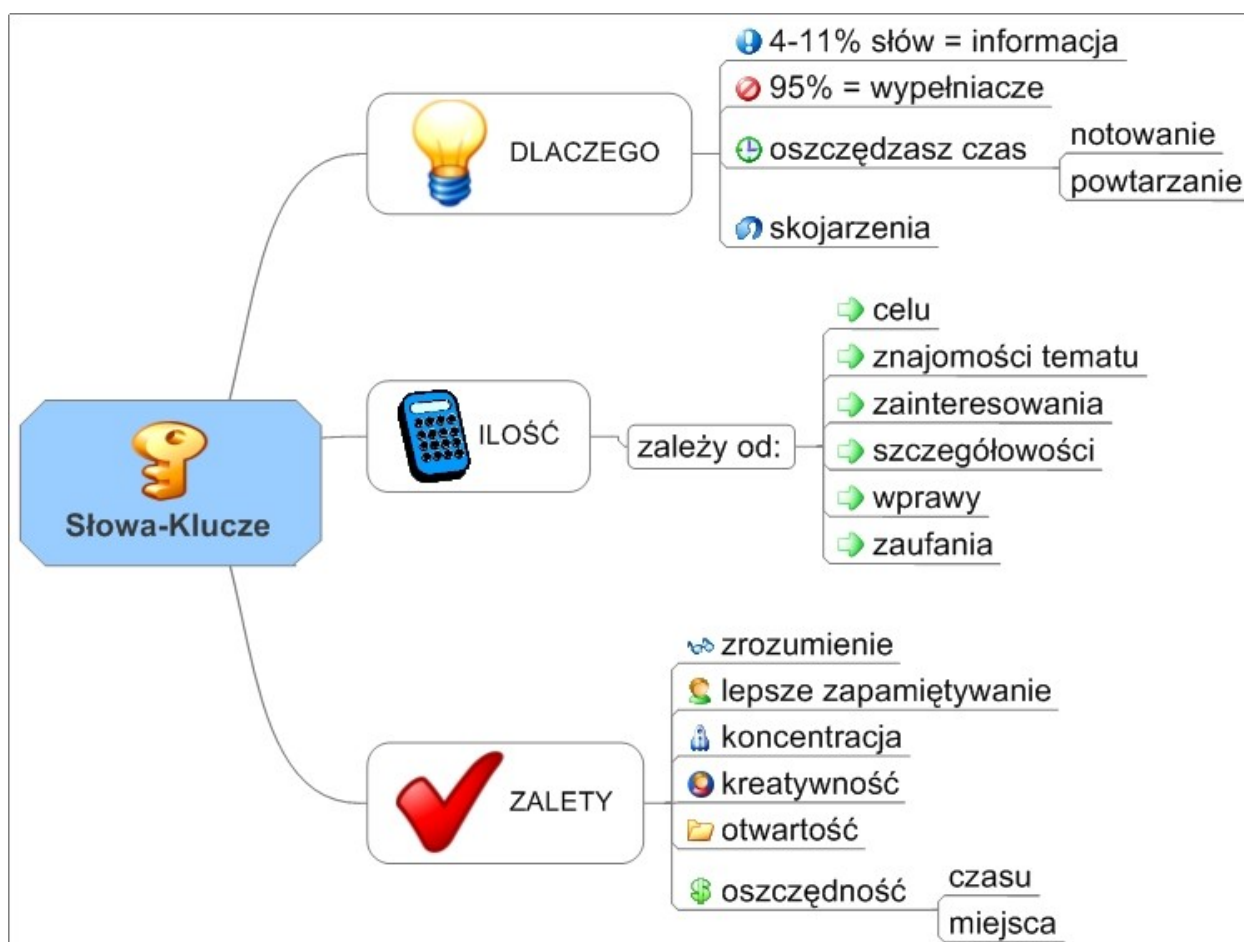 Słowa-Klucze
DLACZEGO
4-11% słów = informacja
95% = wypełniacze
oszczędzasz czas
notowanie
powtarzanie
skojarzenia
ILOŚĆ
zależy od:
celu
znajomości tematu
zainteresowania
szczegółowości
wprawy
zaufania
ZALETY
zrozumienie
lepsze zapamiętywanie
koncentracja
kreatywność
otwartość
oszczędność
czasu
miejsca